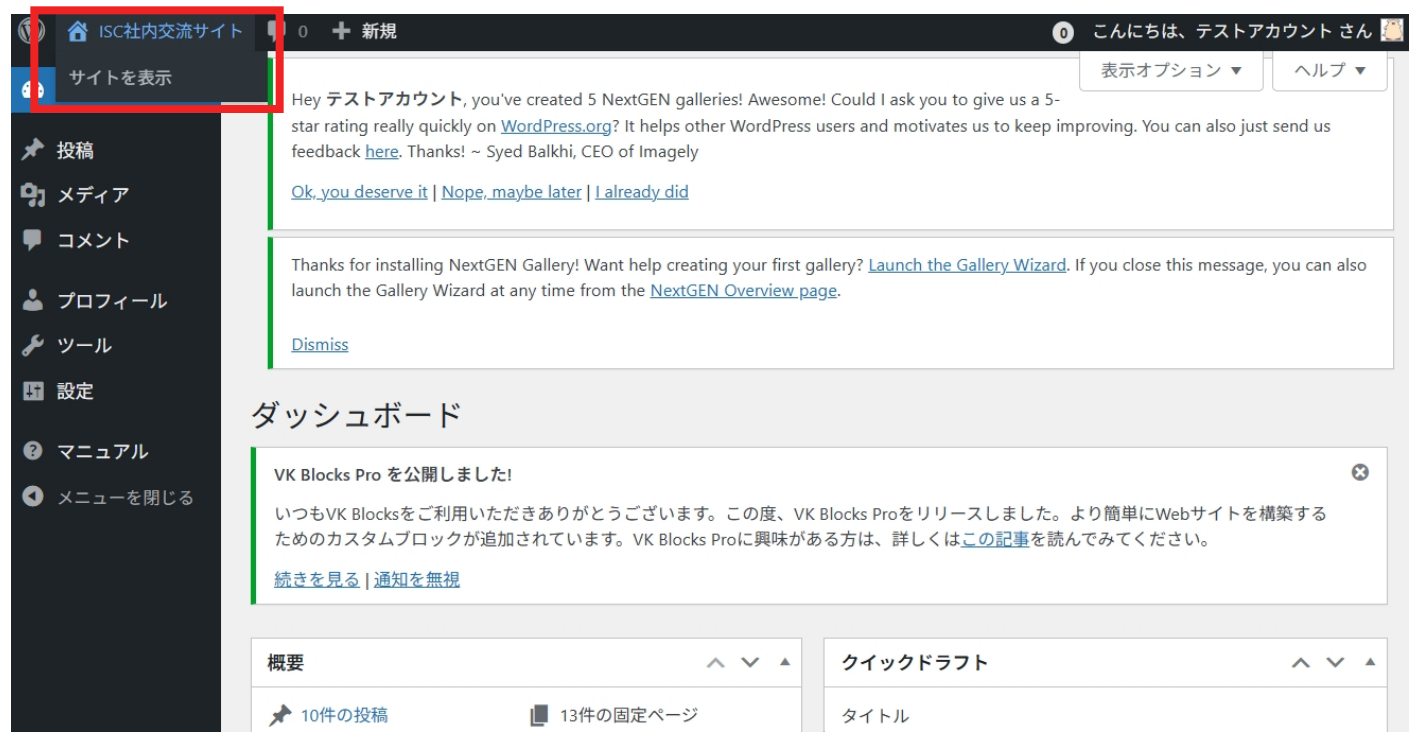 ISC社内交流サイト 0 新規 0 こんにちは、テストアカウント さん
サイトを表示
表示オプション ▼ ヘルプ ▼
投稿
メディア
コメント
プロフィール
ツール
設定
マニュアル
メニューを閉じる
Hey テストアカウント, you've created 5 NextGEN galleries! Awesome! Could I ask you to give us a 5-
star rating really quickly on WordPress.org? It helps other WordPress users and motivates us to keep improving. You can also just send us
feedback here. Thanks! ~ Syed Balkhi, CEO of Imagely
Ok, you deserve it | Nope, maybe later | I already did
Thanks for installing NextGEN Gallery! Want help creating your first gallery? Launch the Gallery Wizard. If you close this message, you can also
launch the Gallery Wizard at any time from the NextGEN Overview page.
Dismiss
ダッシュボード
VK Blocks Pro を公開しました!
いつもVK Blocksをご利用いただきありがとうございます。この度、VK Blocks Proをリリースしました。より簡単にWebサイトを構築する
ためのカスタムブロックが追加されています。VK Blocks Proに興味がある方は、詳しくはこの記事を読んでみてください。
続きを見る | 通知を無視
概要
10件の投稿 13件の固定ページ
クイックドラフト
タイトル